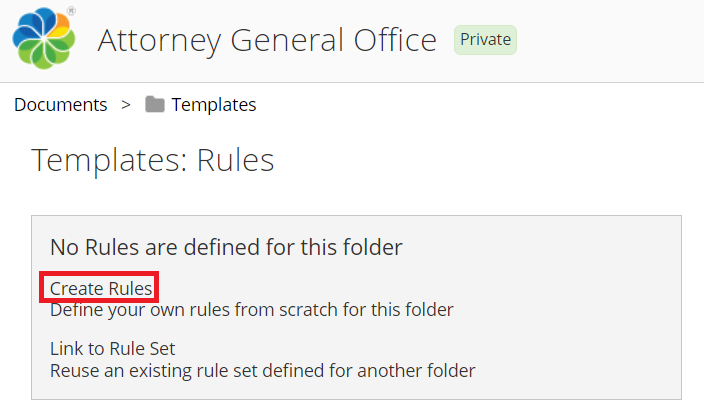 ®
Attorney General Office Private
Documents > Templates
Templates: Rules
No Rules are defined for this folder
Create Rules
Define your own rules from scratch for this folder
Link to Rule Set
Reuse an existing rule set defined for another folder